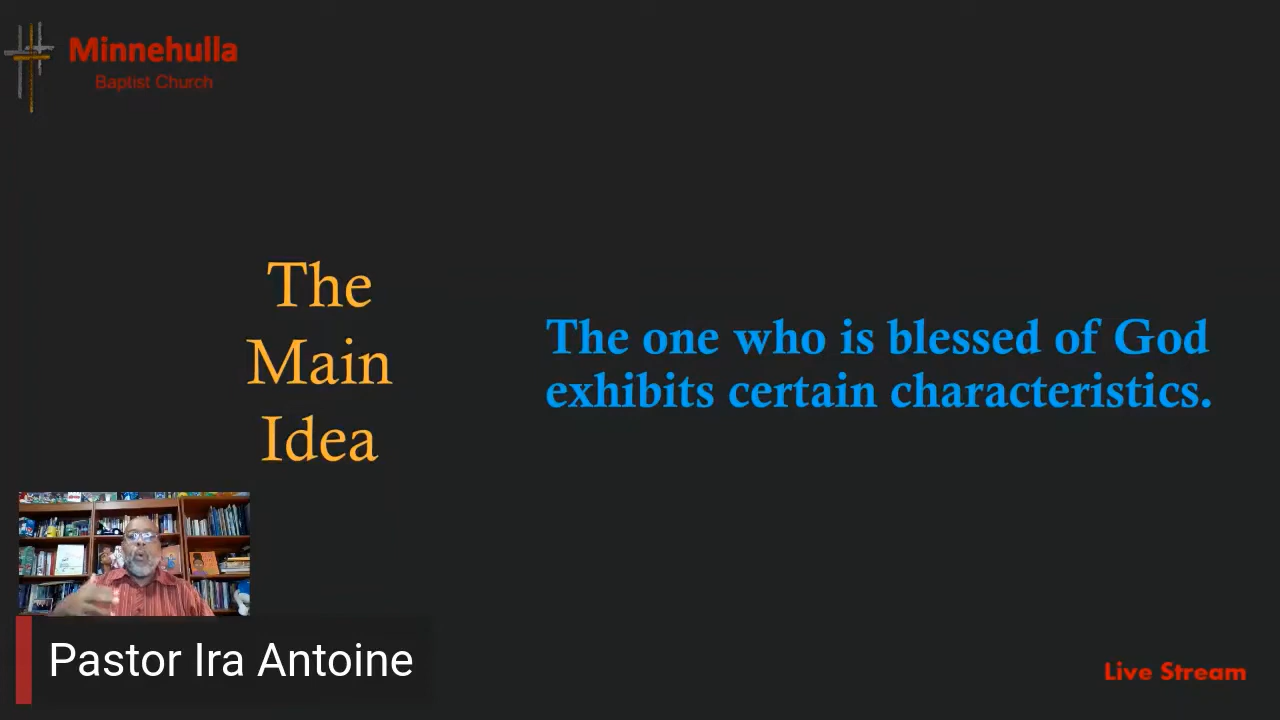 Minnehulla
Baptist Church
The
Main
Idea
The one who is blessed of God
exhibits certain characteristics.
Pastor Ira Antoine
Live Stream